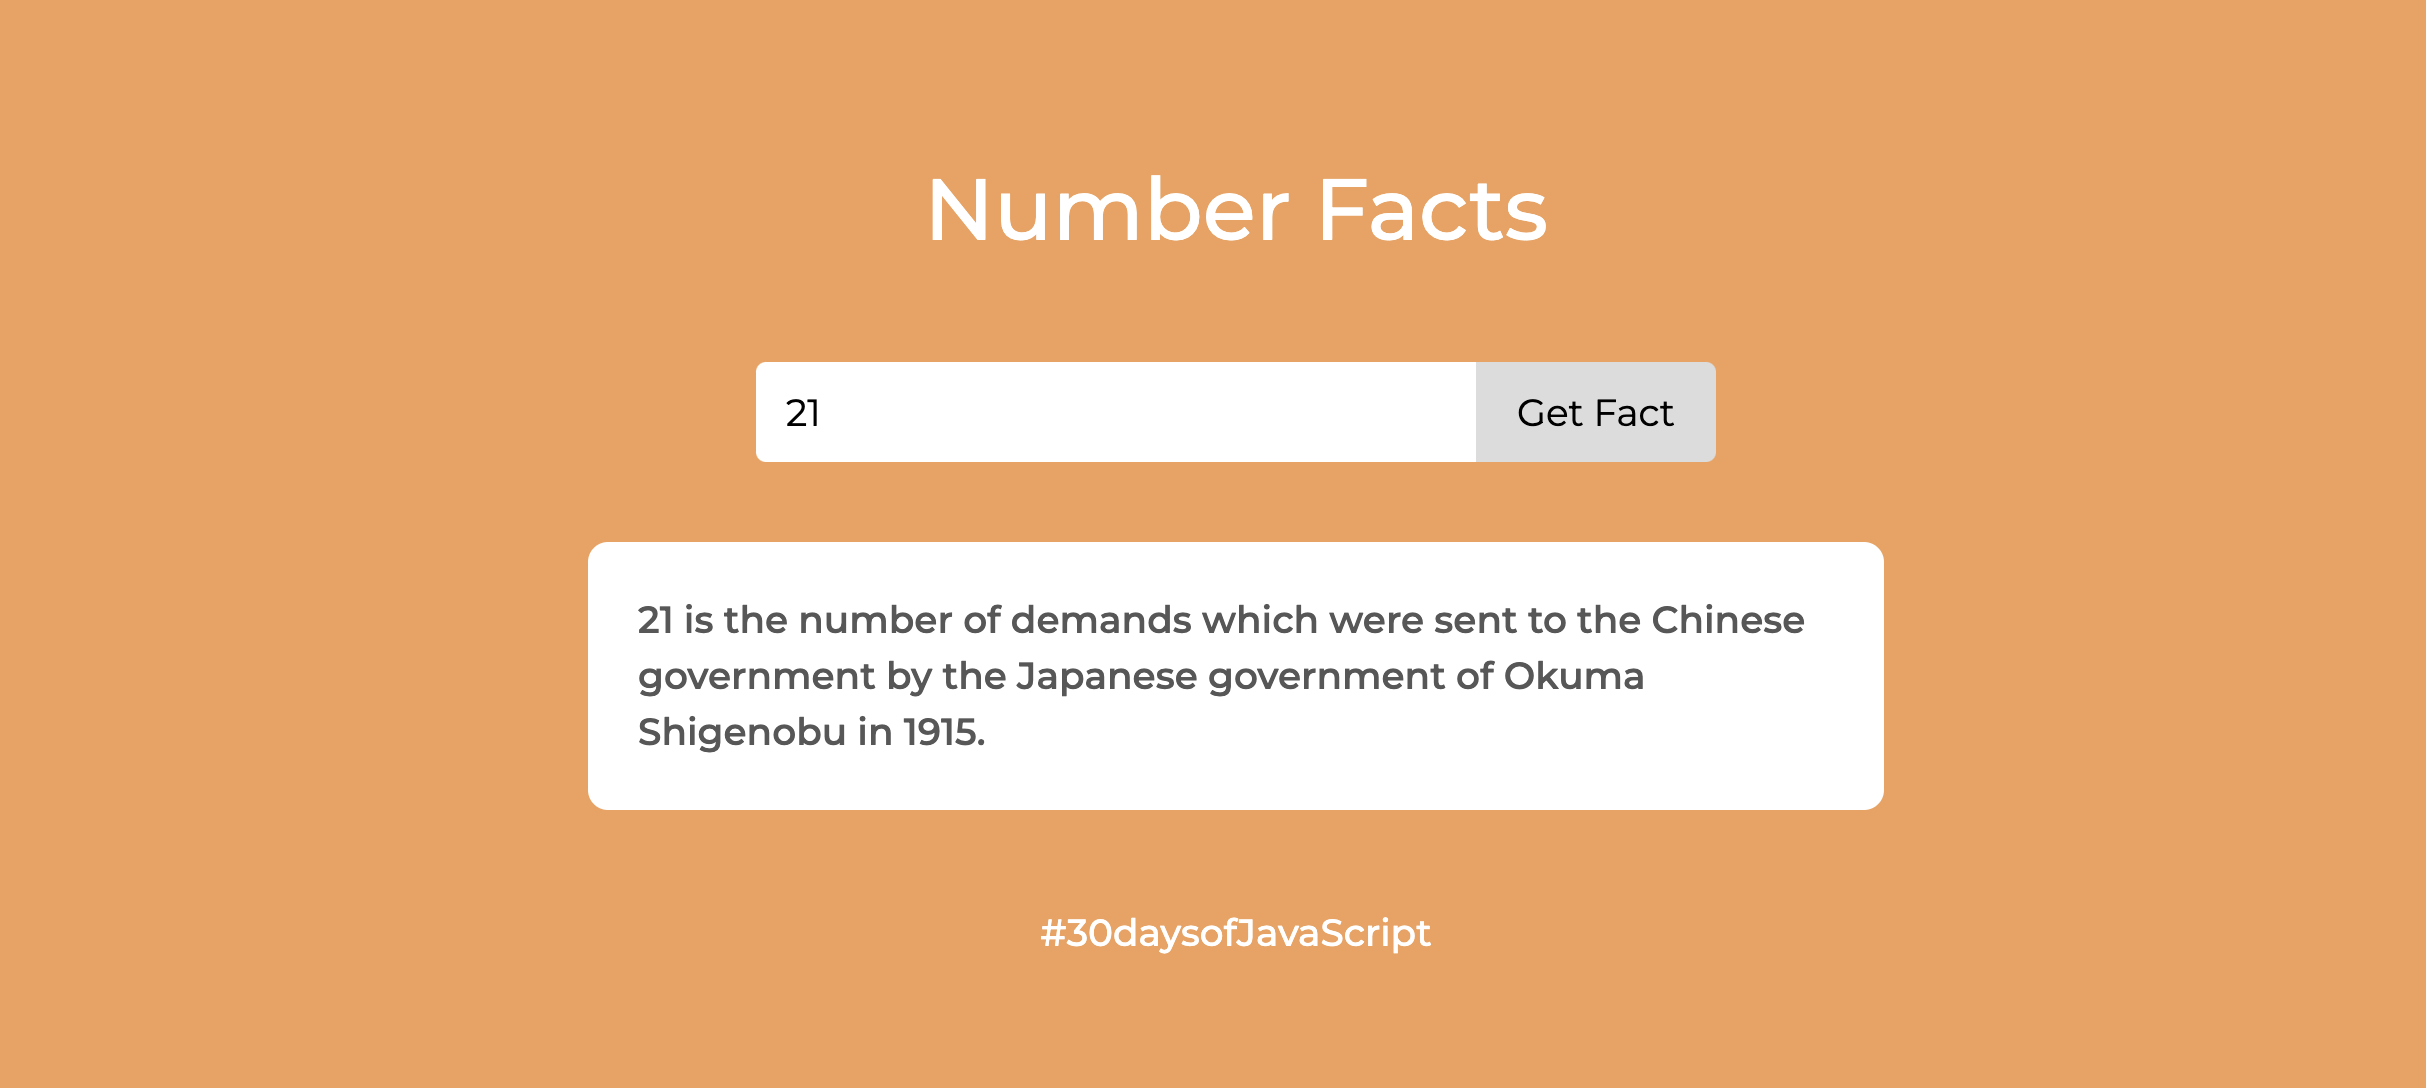 Number Facts
21
Get Fact
21 is the number of demands which were sent to the Chinese
government by the Japanese government of Okuma
Shigenobu in 1915.
#30daysofJavaScript